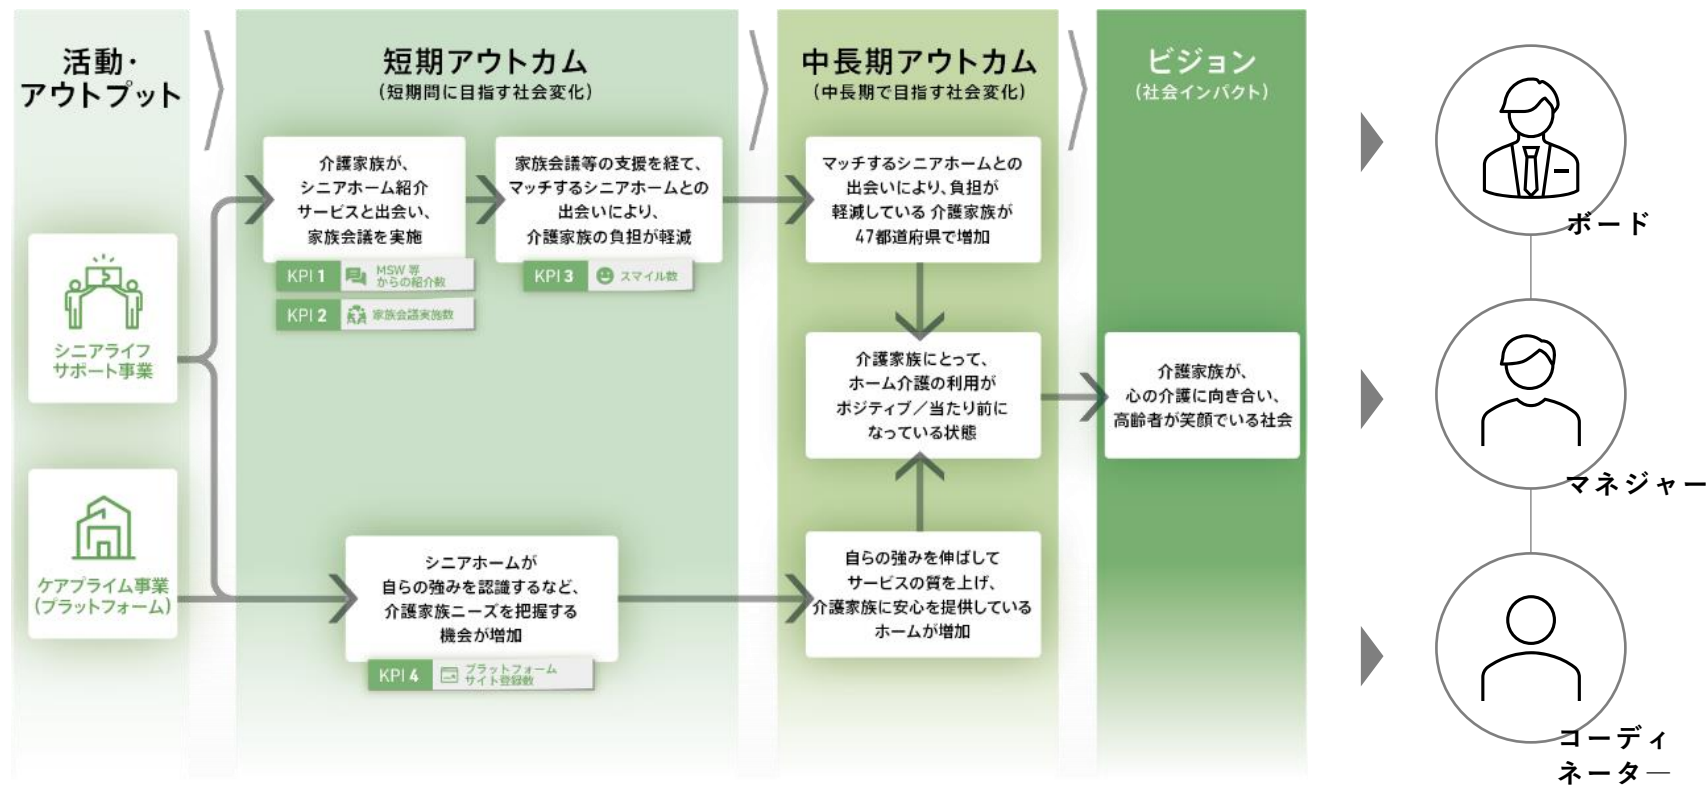 活動・
アウトプット
シニアライフ
サポート事業
ケアプライム事業
(プラットフォーム)
短期アウトカム
(短期間に目指す社会変化)
介護家族が、
シニアホーム紹介
サービスと出会い、
家族会議を実施
KPI 1
MSW 等
からの紹介数
KPI 2
家族会議実施数
家族会議等の支援を経て、
マッチするシニアホームとの
出会いにより、
介護家族の負担が軽減
KPI 3
スマイル数
シニアホームが
自らの強みを認識するなど、
介護家族ニーズを把握する
機会が増加
KPI 4
プラットフォーム
サイト登録数
中長期アウトカム
(中長期で目指す社会変化)
マッチするシニアホームとの
出会いにより、負担が
軽減している 介護家族が
47都道府県で増加
介護家族にとって、
ホーム介護の利用が
ポジティブ/当たり前に
なっている状態
自らの強みを伸ばして
サービスの質を上げ、
介護家族に安心を提供している
ホームが増加
ビジョン
(社会インパクト)
介護家族が、
心の介護に向き合い、
高齢者が笑顔でいる社会
ボード
マネジャー
コーディ
ネーター